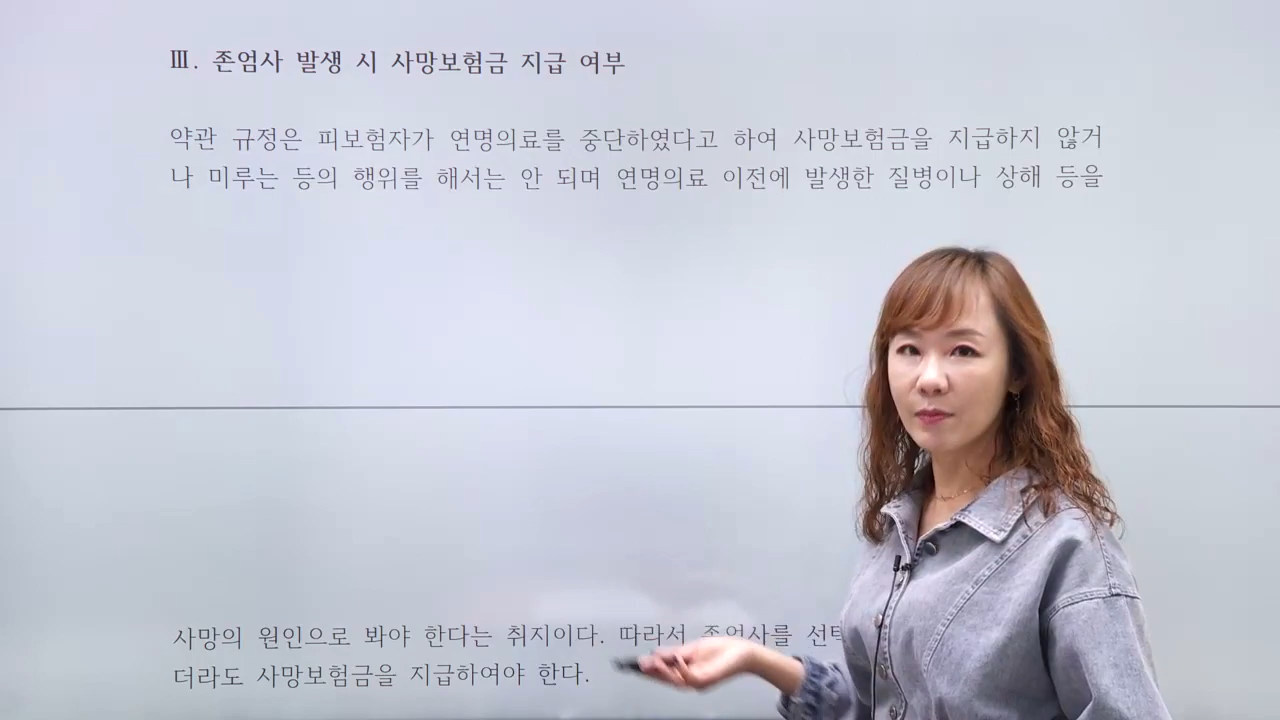 Ⅲ. 존엄사 발생 시 사망보험금 지급 여부
약관 규정은 피보험자가 연명의료를 중단하였다고 하여 사망보험금을 지급하지 않거
나 미루는 등의 행위를 해서는 안 되며 연명의료 이전에 발생한 질병이나 상해 등을
사망의 원인으로 봐야 한다는 취지이다. 따라서 존엄사를
더라도 사망보험금을 지급하여야 한다.